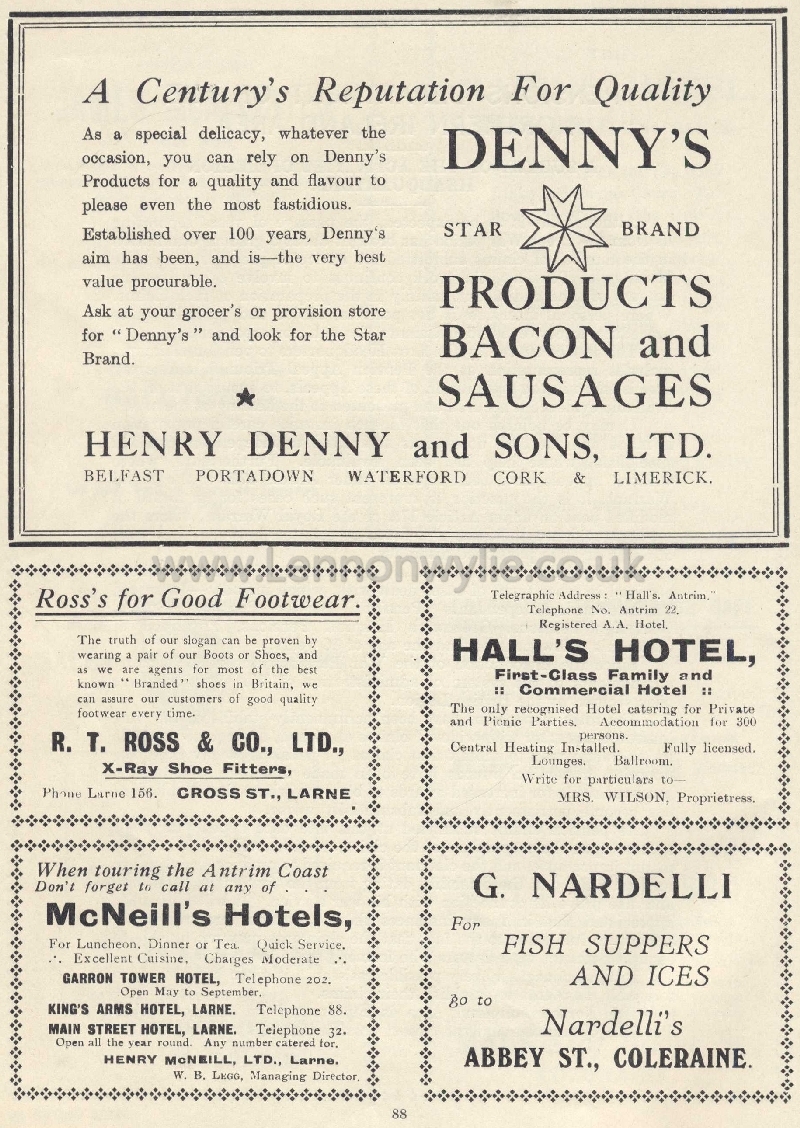 A Century's Reputation For Quality
As a special delicacy, whatever the
occasion, you can rely on Denny's
Products for a quality and flavour to
please even the most fastidious.
Established over 100 years, Denny's
aim has been, and is—the very best
value procurable.
Ask at your grocer's or provision store
for "Denny's" and look for the Star
Brand.
DENNY'S
STAR BRAND
PRODUCTS
BACON and
SAUSAGES
HENRY DENNY and SONS, LTD.
BELFAST PORTADOWN WATERFORD CORK & LIMERICK.
www.Lennonwylie.co.uk
Ross's for Good Footwear.
The truth of our slogan can be proven by
wearing a pair of our Boots or Shoes, and
as we are agents for most of the best
known "Branded" shoes in Britain, we
can assure our customers of good quality
footwear every time.
R. T. ROSS & CO., LTD.,
X-Ray Shoe Fitters,
Phone Larne 156. CROSS ST., LARNE
Telegraphic Address: "Hall's, Antrim."
Telephone No. Antrim 22.
Registered A.A. Hotel.
HALL'S HOTEL,
First-Class Family and
:: Commercial Hotel ::
The only recognised Hotel catering for Private
and Picnic Parties. Accommodation for 300
persons.
Central Heating Installed. Fully licensed.
Lounges. Ballroom.
Write for particulars to—
MRS. WILSON, Proprietress.
When touring the Antrim Coast
Don't forget to call at any of . . .
McNeill's Hotels,
For Luncheon, Dinner or Tea. Quick Service.
.·. Excellent Cuisine, Charges Moderate .·.
GARRON TOWER HOTEL, Telephone 202.
Open May to September.
KING'S ARMS HOTEL, LARNE. Telephone 88.
MAIN STREET HOTEL, LARNE. Telephone 32.
Open all the year round. Any number catered for.
HENRY McNEILL, LTD., Larne.
W. B. LEGG, Managing Director.
G. NARDELLI
For
FISH SUPPERS
AND ICES
go to
Nardelli's
ABBEY ST., COLERAINE.
88